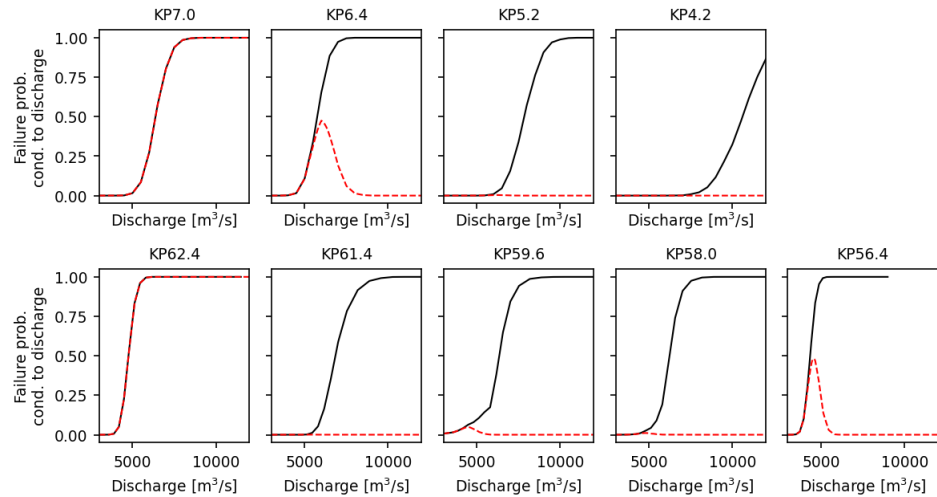 KP7.0 KP6.4 KP5.2 KP4.2
Failure prob.
cond. to discharge
1.00
0.75
0.50
0.25
0.00
Discharge [m³/s] Discharge [m³/s] Discharge [m³/s] Discharge [m³/s]
KP62.4 KP61.4 KP59.6 KP58.0 KP56.4
Failure prob.
cond. to discharge
1.00
0.75
0.50
0.25
0.00
5000 10000 5000 10000 5000 10000 5000 10000 5000 10000
Discharge [m³/s] Discharge [m³/s] Discharge [m³/s] Discharge [m³/s] Discharge [m³/s]